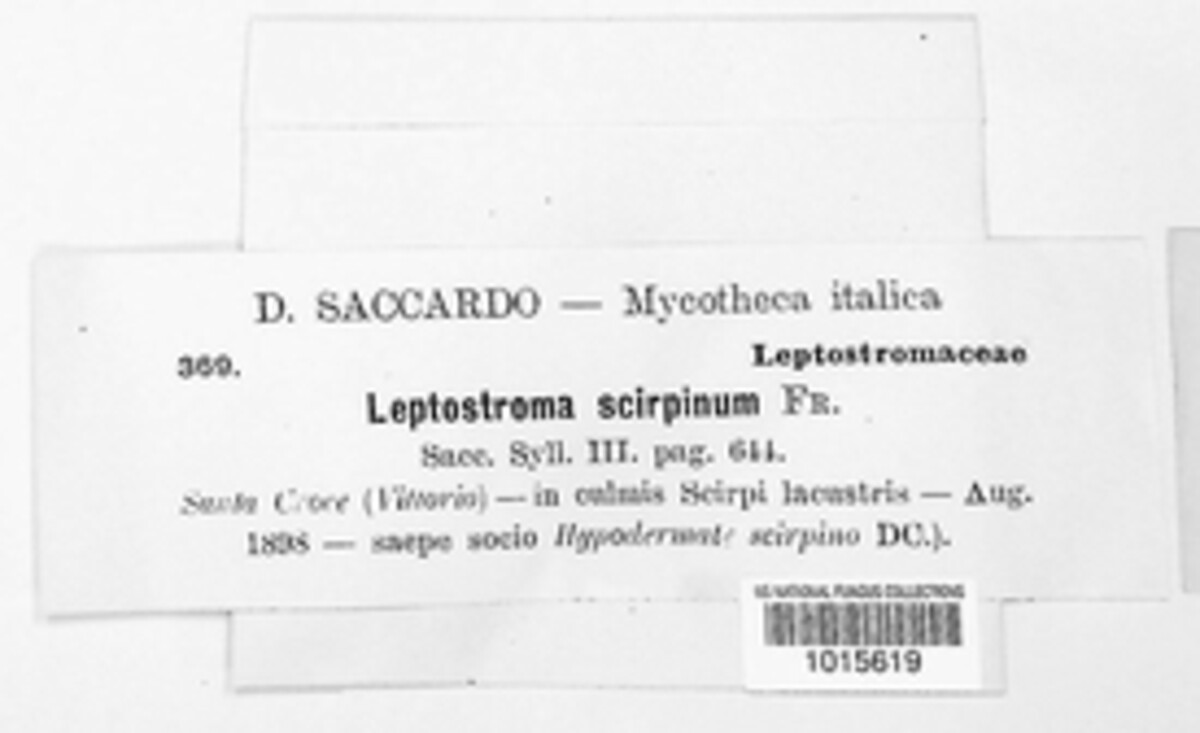 D. SACCARDO — Mycotheca italica
369.
Leptostromaceae
Leptostroma scirpinum FR.
Sacc. Syll. III. pag. 644.
Santa Croce (Vittorio) — in culmis Scirpi lacustris — Aug.
1898 — saepe socio Hypodermate scirpino DC.).
US NATIONAL FUNGUS COLLECTIONS
1015619